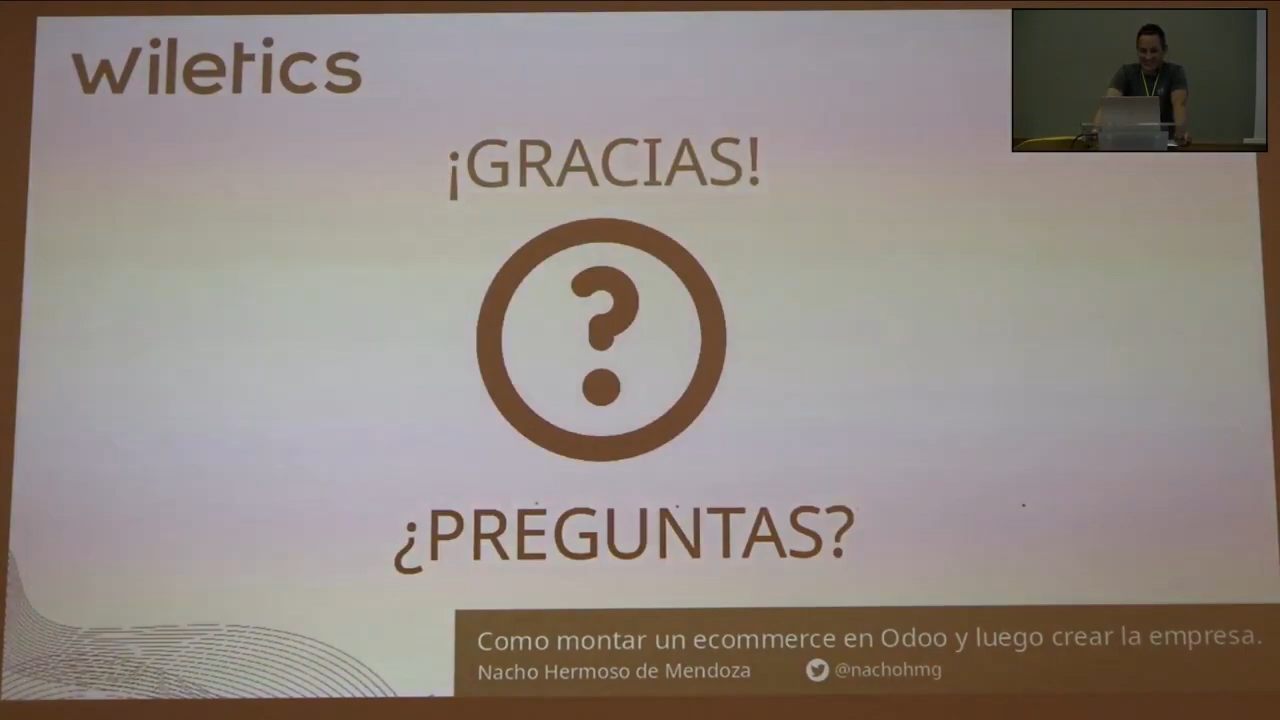 wiletics
¡GRACIAS!
?
¿PREGUNTAS?
Como montar un ecommerce en Odoo y luego crear la empresa.
Nacho Hermoso de Mendoza @nachohmg